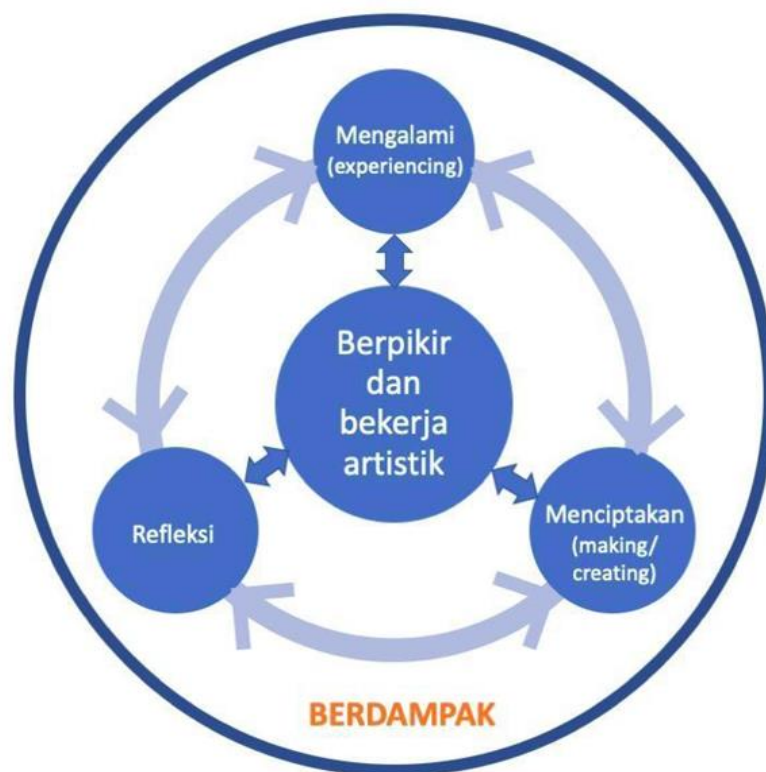 Mengalami
(experiencing)
Berpikir
dan
bekerja
artistik
Refleksi
Menciptakan
(making/
creating)
BERDAMPAK